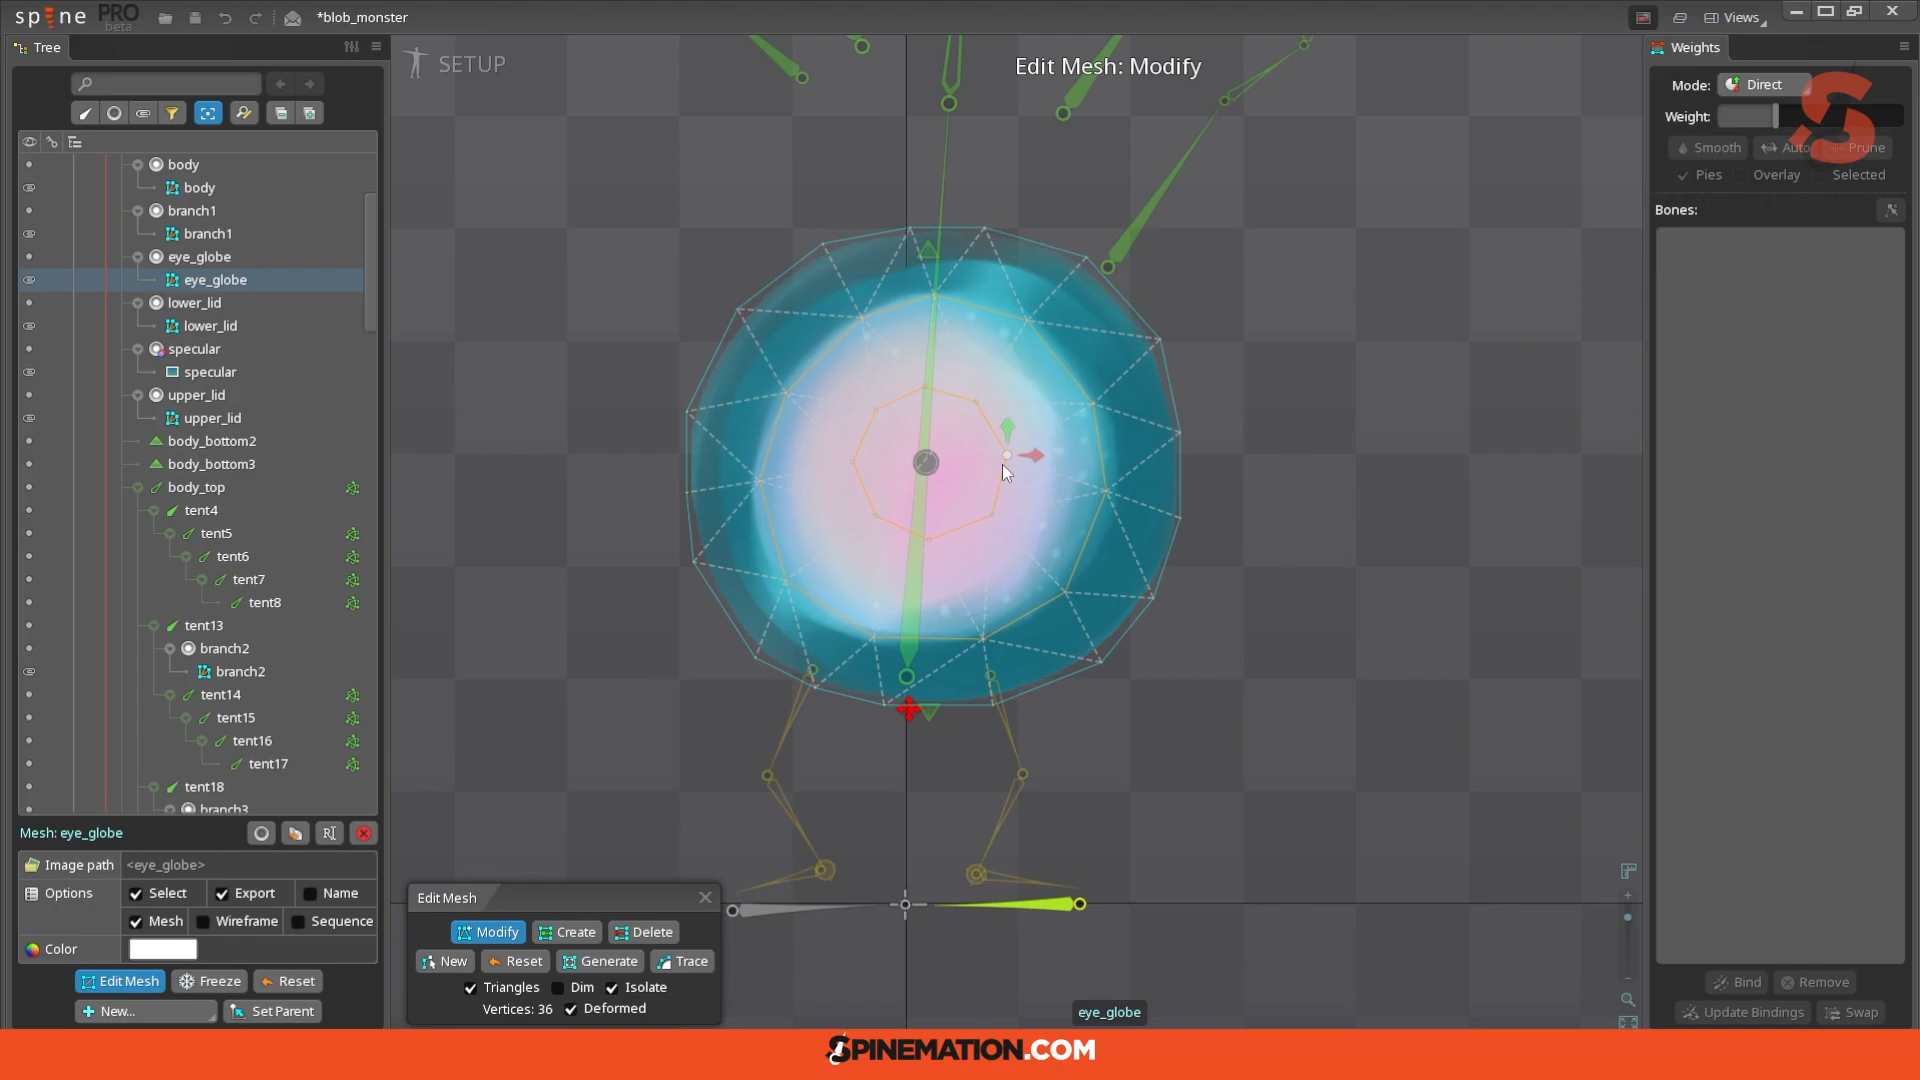 spine PRO beta
*blob_monster
Views
Tree
SETUP
Edit Mesh: Modify
Weights
Mode: Direct
Weight:
Smooth Auto Prune
Pies Overlay Selected
Bones:
body
body
branch1
branch1
eye_globe
eye_globe
lower_lid
lower_lid
specular
specular
upper_lid
upper_lid
body_bottom2
body_bottom3
body_top
tent4
tent5
tent6
tent7
tent8
tent13
branch2
branch2
tent14
tent15
tent16
tent17
tent18
branch3
Mesh: eye_globe
Image path <eye_globe>
Options Select Export Name
Mesh Wireframe Sequence
Color
Edit Mesh Freeze Reset
New... Set Parent
Edit Mesh
Modify Create Delete
New Reset Generate Trace
Triangles Dim Isolate
Vertices: 36 Deformed
eye_globe
Bind Remove
Update Bindings Swap
SPINEMATION.COM